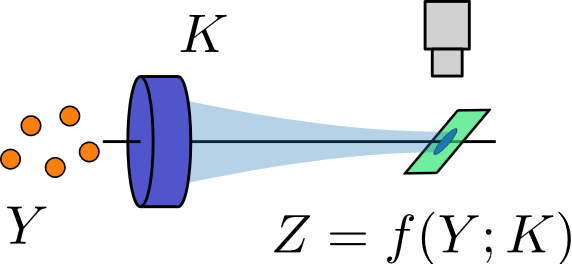 K
Y
Z = f(Y; K)